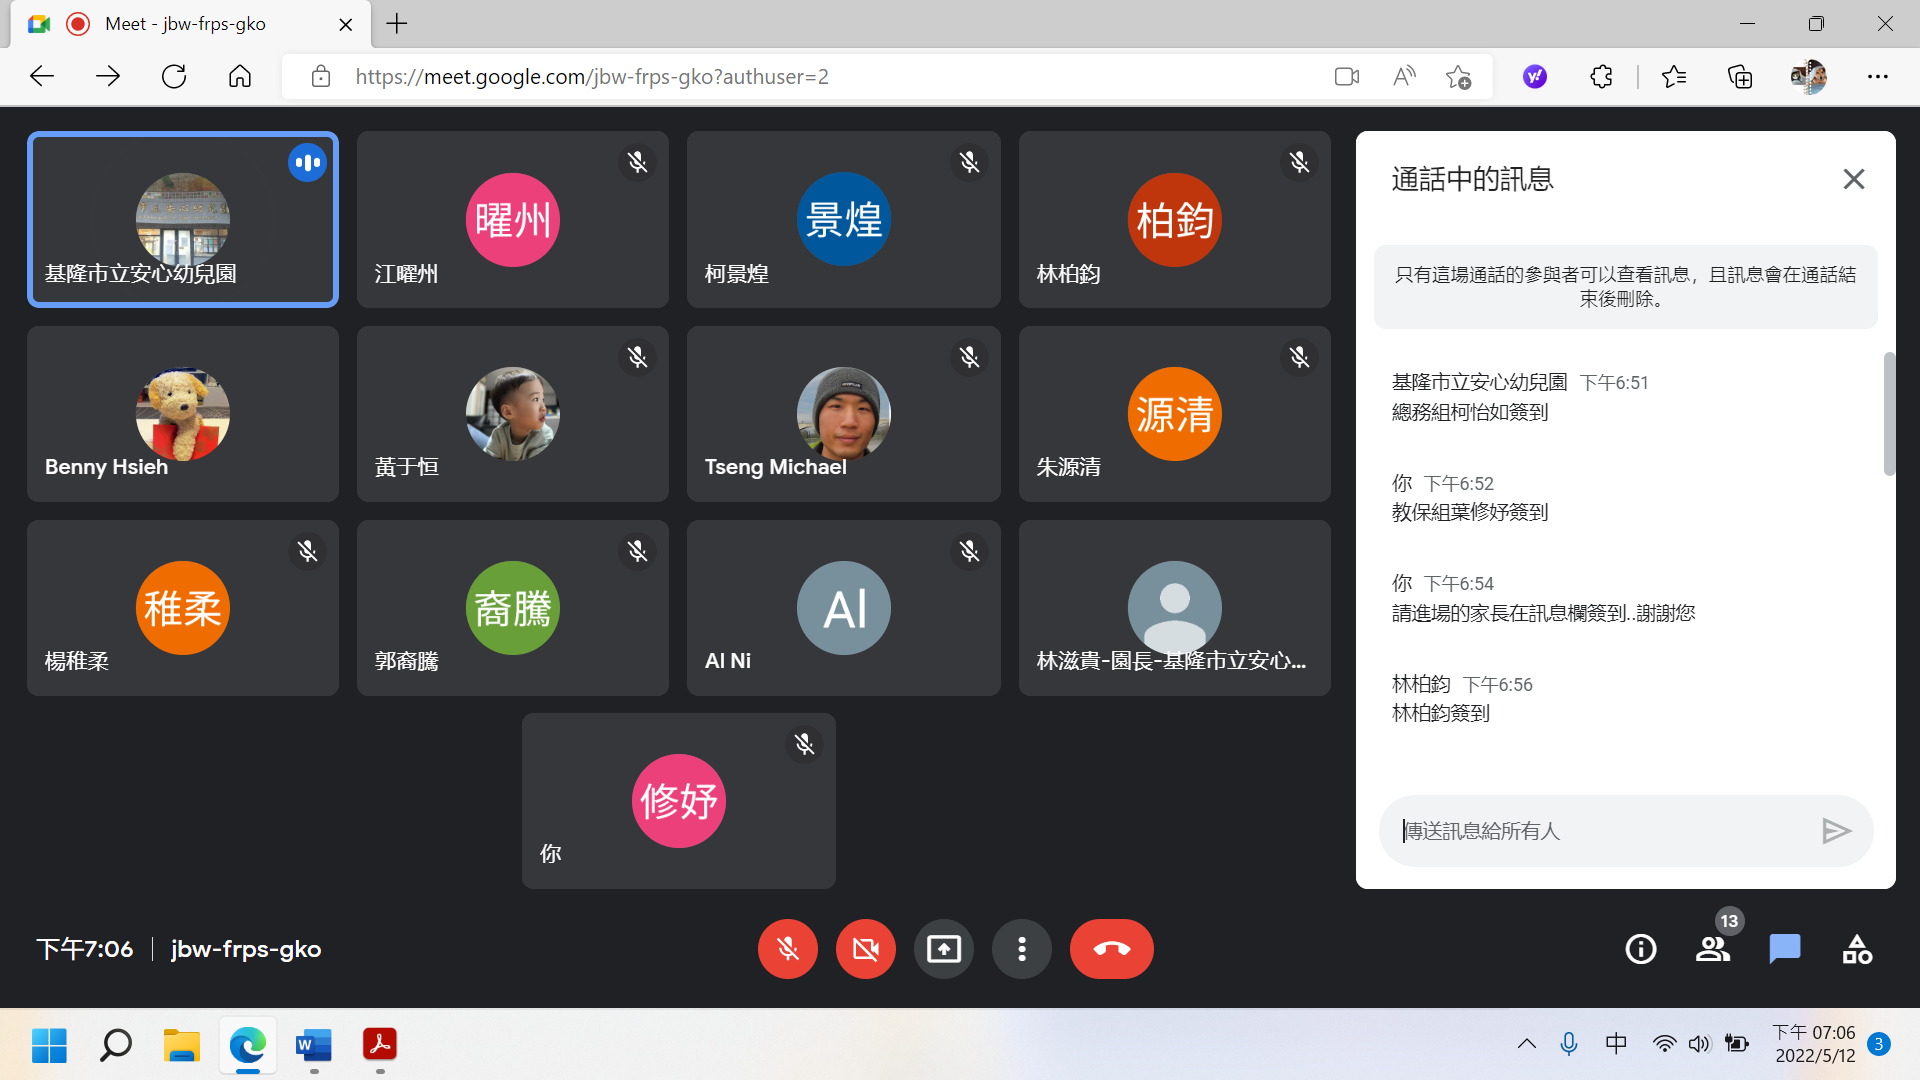 Meet - jbw-frps-gko
https://meet.google.com/jbw-frps-gko?authuser=2
基隆市立安心幼兒園
曜州
江曜州
景煌
柯景煌
柏鈞
林柏鈞
Benny Hsieh
黃于恒
Tseng Michael
源清
朱源清
稚柔
楊稚柔
裔騰
郭裔騰
Al
Al Ni
林滋貴-園長-基隆市立安心...
修妤
你
通話中的訊息
只有這場通話的參與者可以查看訊息，且訊息會在通話結
束後刪除。
基隆市立安心幼兒園 下午6:51
總務組柯怡如簽到
你 下午6:52
教保組葉修妤簽到
你 下午6:54
請進場的家長在訊息欄簽到..謝謝您
林柏鈞 下午6:56
林柏鈞簽到
傳送訊息給所有人
下午7:06 | jbw-frps-gko
13
中
下午 07:06
2022/5/12
3